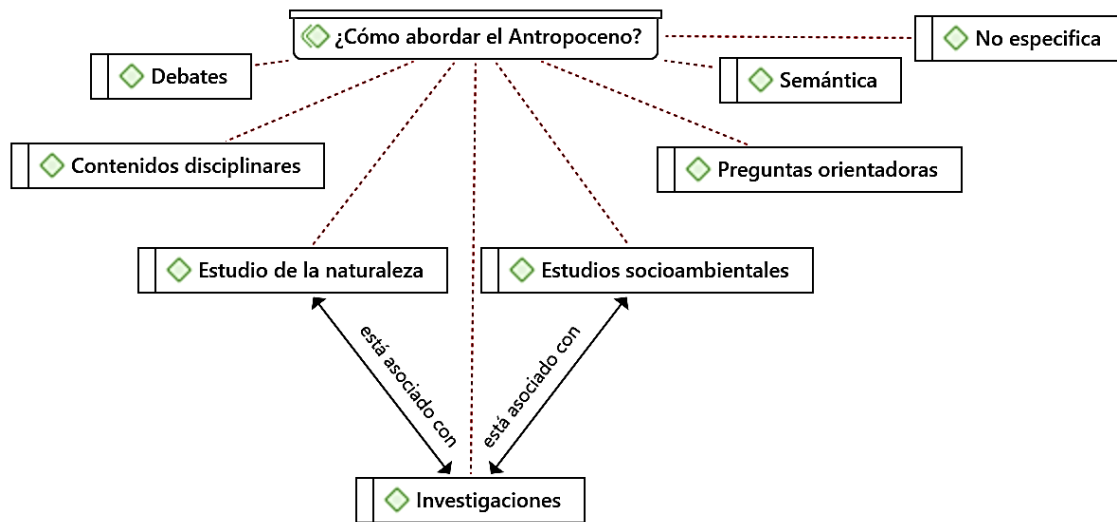 ¿Cómo abordar el Antropoceno?
No especifica
Debates
Semántica
Contenidos disciplinares
Preguntas orientadoras
Estudio de la naturaleza
Estudios socioambientales
está asociado con
está asociado con
Investigaciones